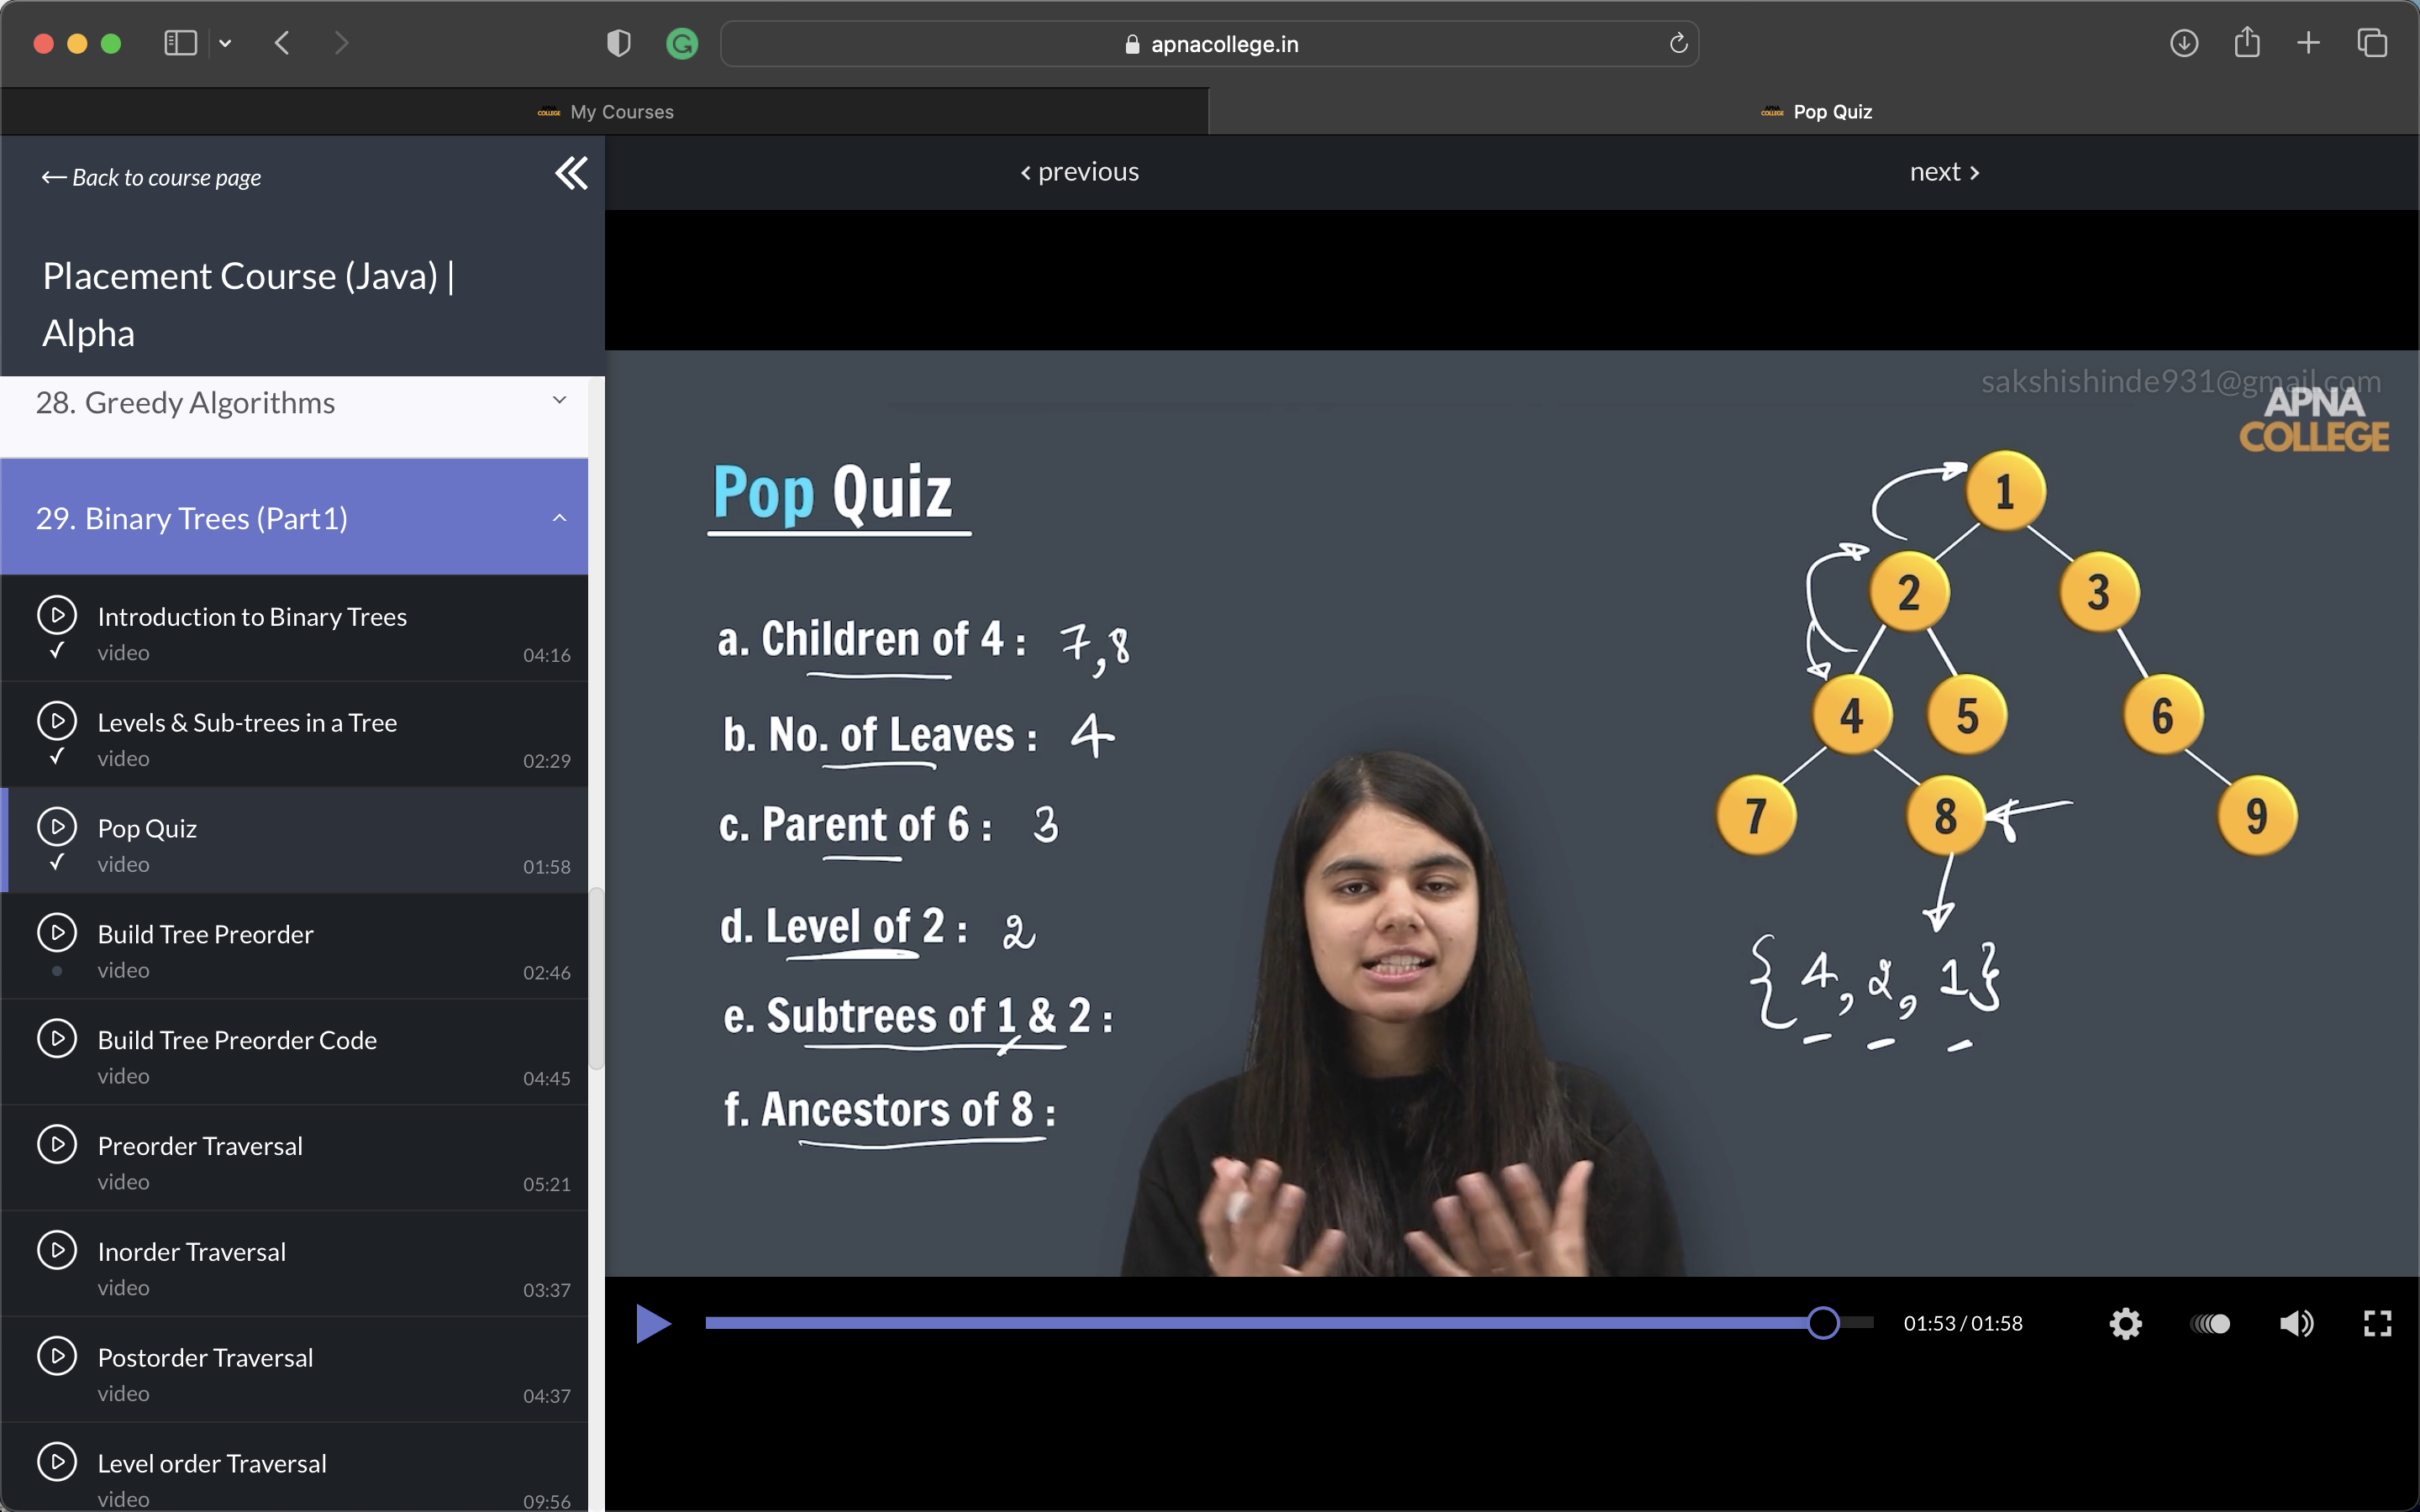 apnacollege.in
My Courses
Pop Quiz
← Back to course page
Placement Course (Java) |
Alpha
28. Greedy Algorithms
29. Binary Trees (Part1)
Introduction to Binary Trees
video 04:16
Levels & Sub-trees in a Tree
video 02:29
Pop Quiz
video 01:58
Build Tree Preorder
video 02:46
Build Tree Preorder Code
video 04:45
Preorder Traversal
video 05:21
Inorder Traversal
video 03:37
Postorder Traversal
video 04:37
Level order Traversal
video 09:56
‹ previous
next ›
sakshishinde931@gmail.com
APNA
COLLEGE
Pop Quiz
a. Children of 4 : 7,8
b. No. of Leaves : 4
c. Parent of 6 : 3
d. Level of 2 : 2
e. Subtrees of 1 & 2 :
f. Ancestors of 8 :
1
2 3
4 5 6
7 8 9
{4, 2, 1}
01:53 / 01:58